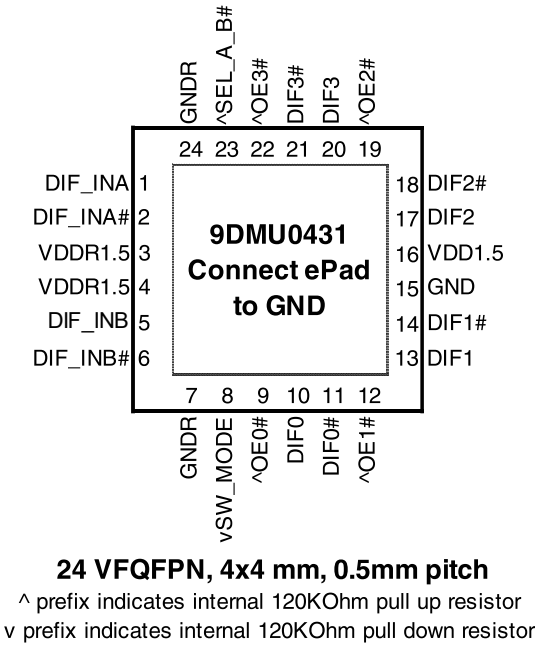 GNDR
^SEL_A_B#
^OE3#
DIF3#
DIF3
^OE2#
24 23 22 21 20 19
DIF_INA 1
DIF_INA# 2
VDDR1.5 3
VDDR1.5 4
DIF_INB 5
DIF_INB# 6
9DMU0431
Connect ePad
to GND
18 DIF2#
17 DIF2
16 VDD1.5
15 GND
14 DIF1#
13 DIF1
7 8 9 10 11 12
GNDR
vSW_MODE
^OE0#
DIF0
DIF0#
^OE1#
24 VFQFPN, 4x4 mm, 0.5mm pitch
^ prefix indicates internal 120KOhm pull up resistor
v prefix indicates internal 120KOhm pull down resistor